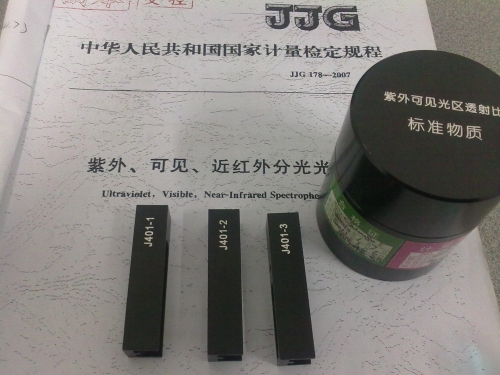 JJG
中华人民共和国国家计量检定规程
JJG 178—2007
紫外、可见、近红外分光光
Ultraviolet, Visible, Near-Infrared Spectropho
紫外可见光区透射比
标准物质
J401-1
J401-2
J401-3